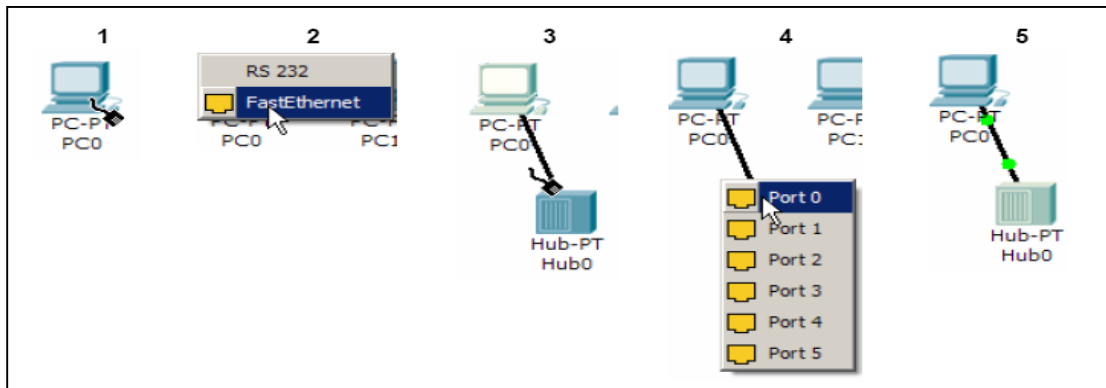 1
PC-PT
PC0
2
RS 232
FastEthernet
PC0
PC1
3
PC-PT
PC0
Hub-PT
Hub0
4
PC-PT
PC0
Port 0
Port 1
Port 2
Port 3
Port 4
Port 5
5
PC-PT
PC0
Hub-PT
Hub0